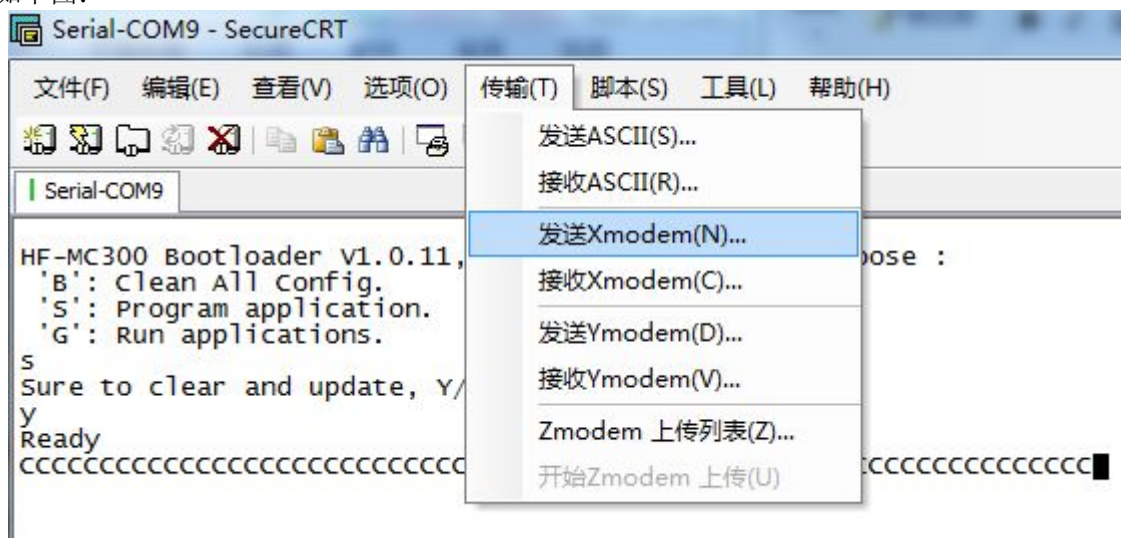 Serial-COM9 - SecureCRT
文件(F) 编辑(E) 查看(V) 选项(O) 传输(T) 脚本(S) 工具(L) 帮助(H)
发送ASCII(S)...
接收ASCII(R)...
发送Xmodem(N)...
接收Xmodem(C)...
发送Ymodem(D)...
接收Ymodem(V)...
Zmodem 上传列表(Z)...
开始Zmodem 上传(U)
Serial-COM9
HF-MC300 Bootloader V1.0.11, ose :
'B': Clean All Config.
'S': Program application.
'G': Run applications.
s
Sure to clear and update, Y/
y
Ready
CCCCCCCCCCCCCCCCCCCCCCCCCCCC CCCCCCCCCCCCCCC